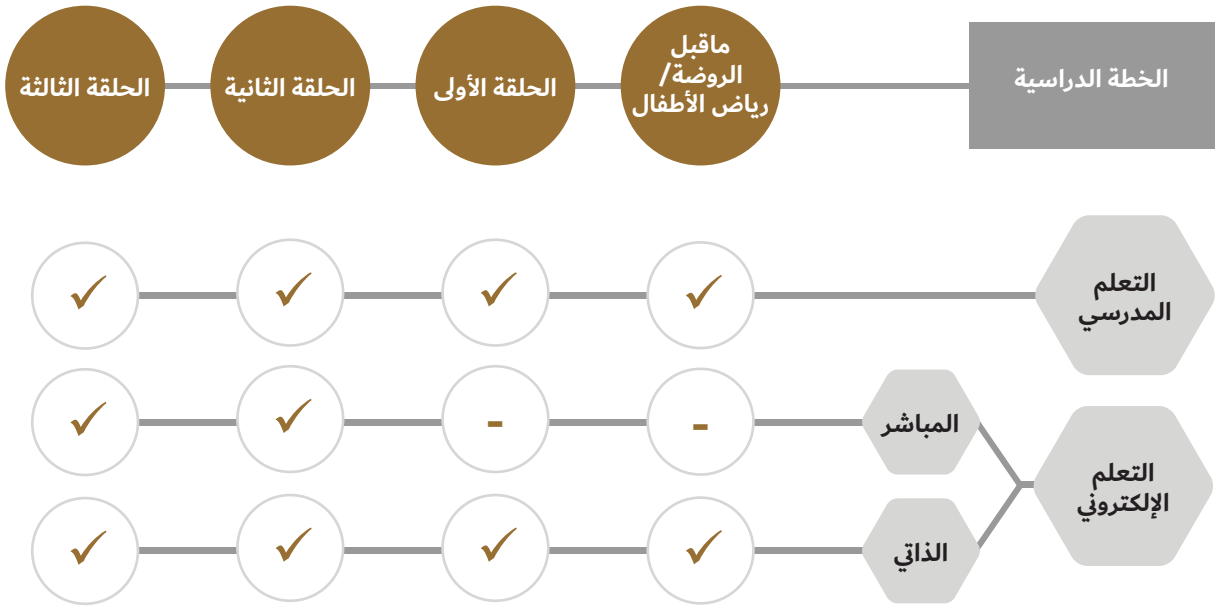 الخطة الدراسية
ماقبل
الروضة/
رياض الأطفال
الحلقة الأولى
الحلقة الثانية
الحلقة الثالثة
التعلم
المدرسي
✓
✓
✓
✓
التعلم
الإلكتروني
المباشر
-
-
✓
✓
الذاتي
✓
✓
✓
✓